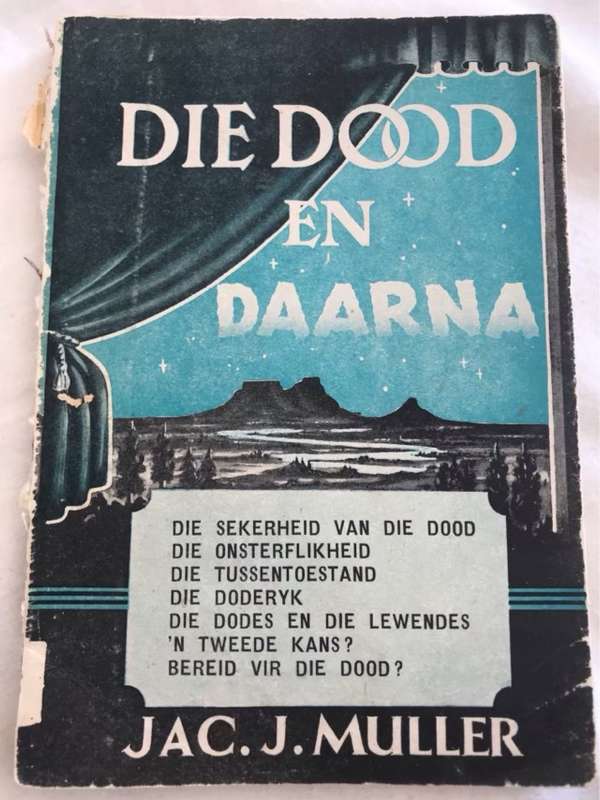 DIE DOOD
EN
DAARNA
DIE SEKERHEID VAN DIE DOOD
DIE ONSTERFLIKHEID
DIE TUSSENTOESTAND
DIE DODERYK
DIE DODES EN DIE LEWENDES
'N TWEEDE KANS?
BEREID VIR DIE DOOD?
JAC. J. MULLER